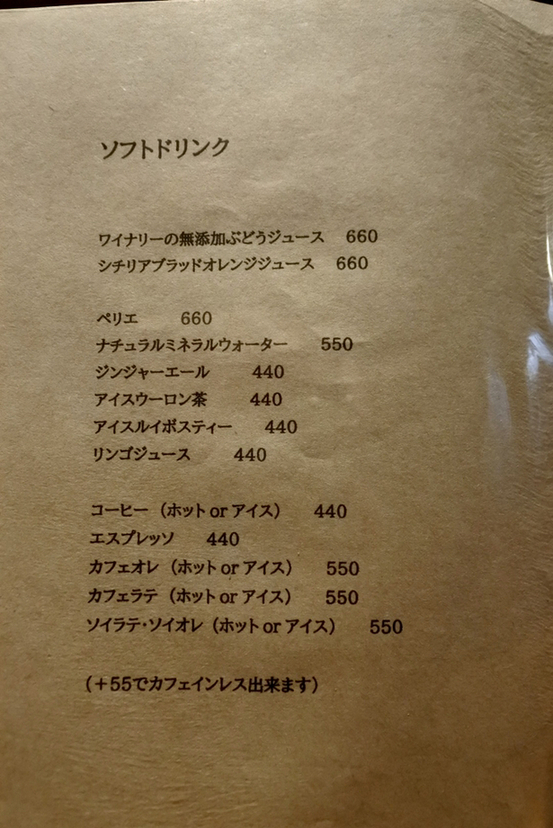 ソフトドリンク
ワイナリーの無添加ぶどうジュース 660
シチリアブラッドオレンジジュース 660
ペリエ 660
ナチュラルミネラルウォーター 550
ジンジャーエール 440
アイスウーロン茶 440
アイスルイボスティー 440
リンゴジュース 440
コーヒー（ホット or アイス） 440
エスプレッソ 440
カフェオレ（ホット or アイス） 550
カフェラテ（ホット or アイス） 550
ソイラテ・ソイオレ（ホット or アイス） 550
（＋55でカフェインレス出来ます）